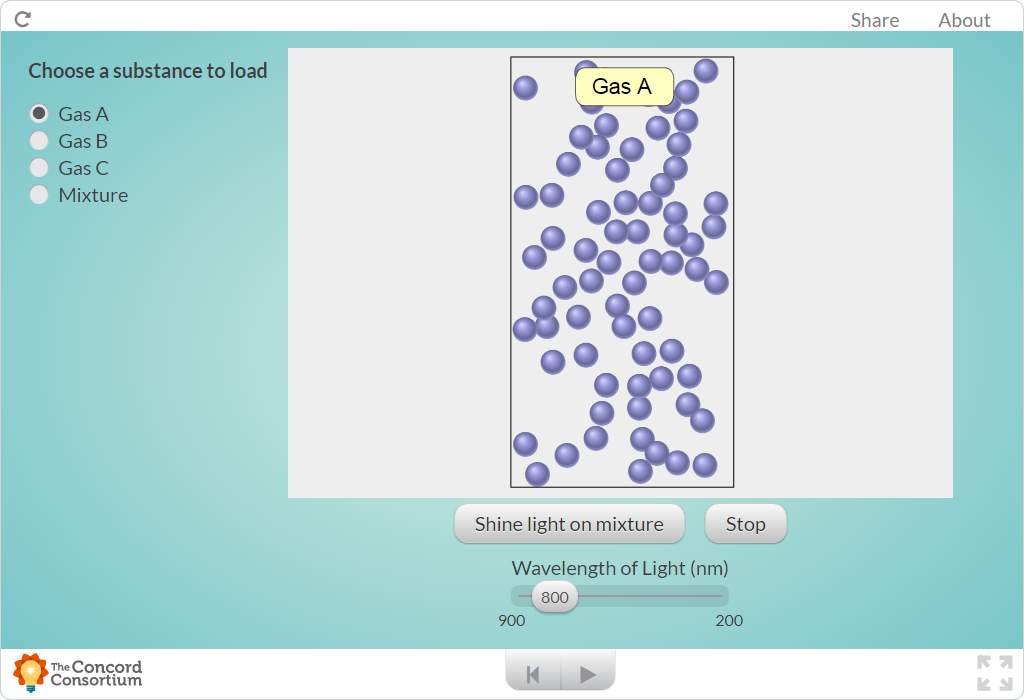 Share About
Choose a substance to load
Gas A
Gas B
Gas C
Mixture
Gas A
Shine light on mixture
Stop
Wavelength of Light (nm)
800
900
200
The Concord
Consortium